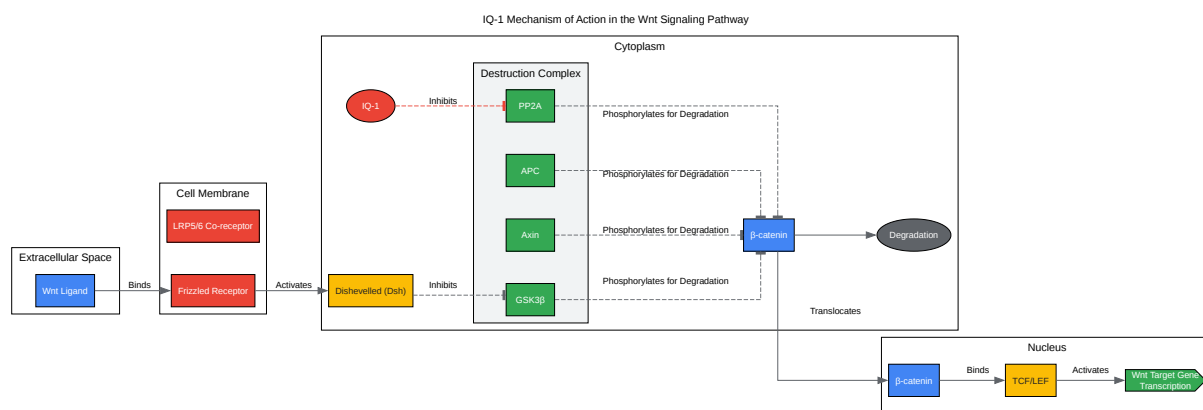 IQ-1 Mechanism of Action in the Wnt Signaling Pathway
Cytoplasm
Destruction Complex
IQ-1
Inhibits
PP2A
Phosphorylates for Degradation
APC
Phosphorylates for Degradation
Cell Membrane
LRP5/6 Co-receptor
Axin
Phosphorylates for Degradation
β-catenin
Degradation
Extracellular Space
Wnt Ligand
Binds
Frizzled Receptor
Activates
Dishevelled (Dsh)
Inhibits
GSK3β
Phosphorylates for Degradation
Translocates
Nucleus
β-catenin
Binds
TCF/LEF
Activates
Wnt Target Gene
Transcription